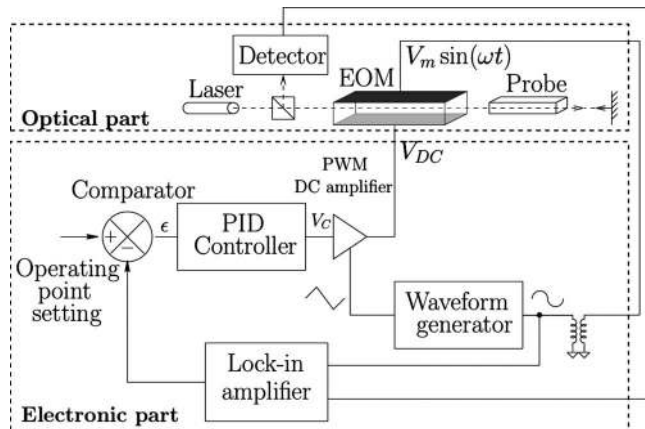 Detector
V_m sin(ωt)
EOM
Laser
Probe
Optical part
V_DC
PWM
DC amplifier
Comparator
ϵ
PID
Controller
V_C
+
−
Operating
point
setting
Waveform
generator
Lock-in
amplifier
Electronic part